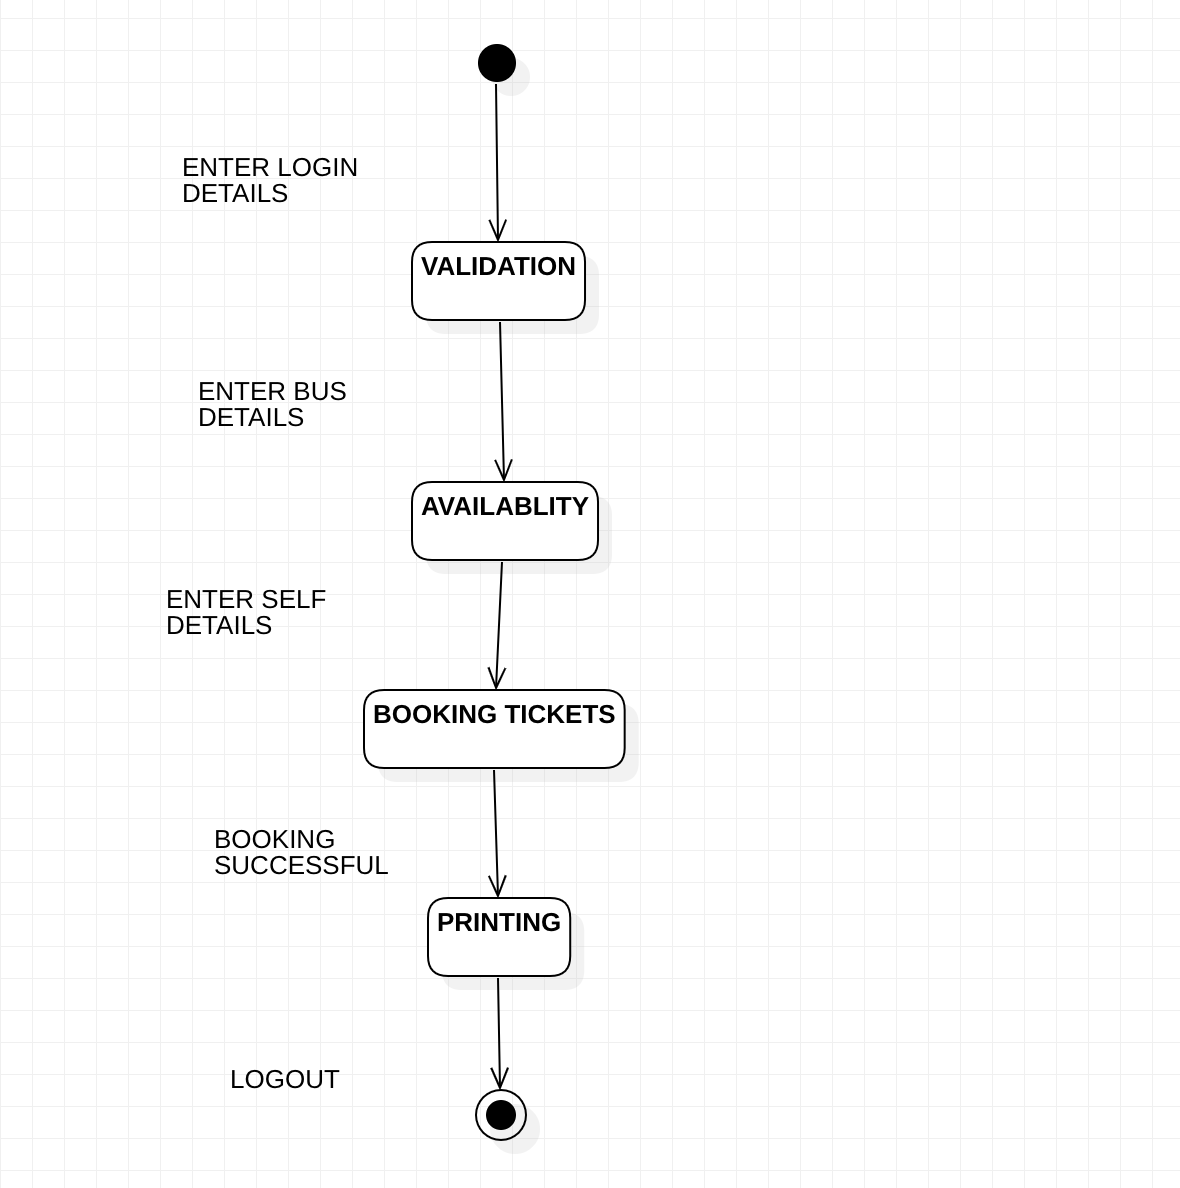 ENTER LOGIN
DETAILS
VALIDATION
ENTER BUS
DETAILS
AVAILABLITY
ENTER SELF
DETAILS
BOOKING TICKETS
BOOKING
SUCCESSFUL
PRINTING
LOGOUT